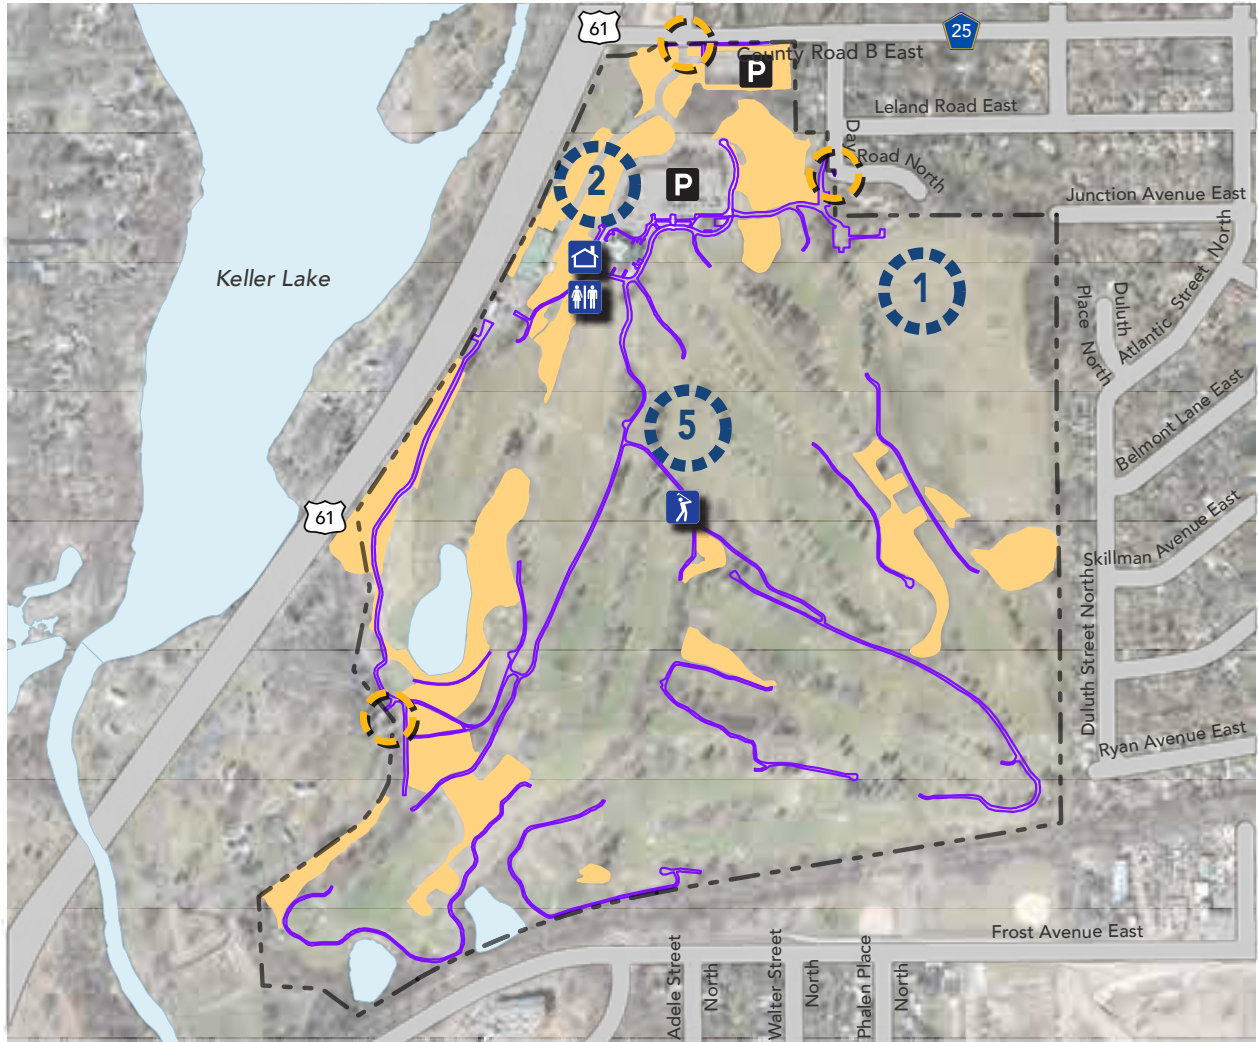 61
25
County Road B East
P
Leland Road East
Day
Road North
2
P
Junction Avenue East
Keller Lake
1
Atlantic Street North
Duluth
Place North
Belmont Lane East
5
61
Skillman Avenue East
Duluth Street North
Ryan Avenue East
Frost Avenue East
Adele Street
North
Walter Street
North
Phalen Place
North